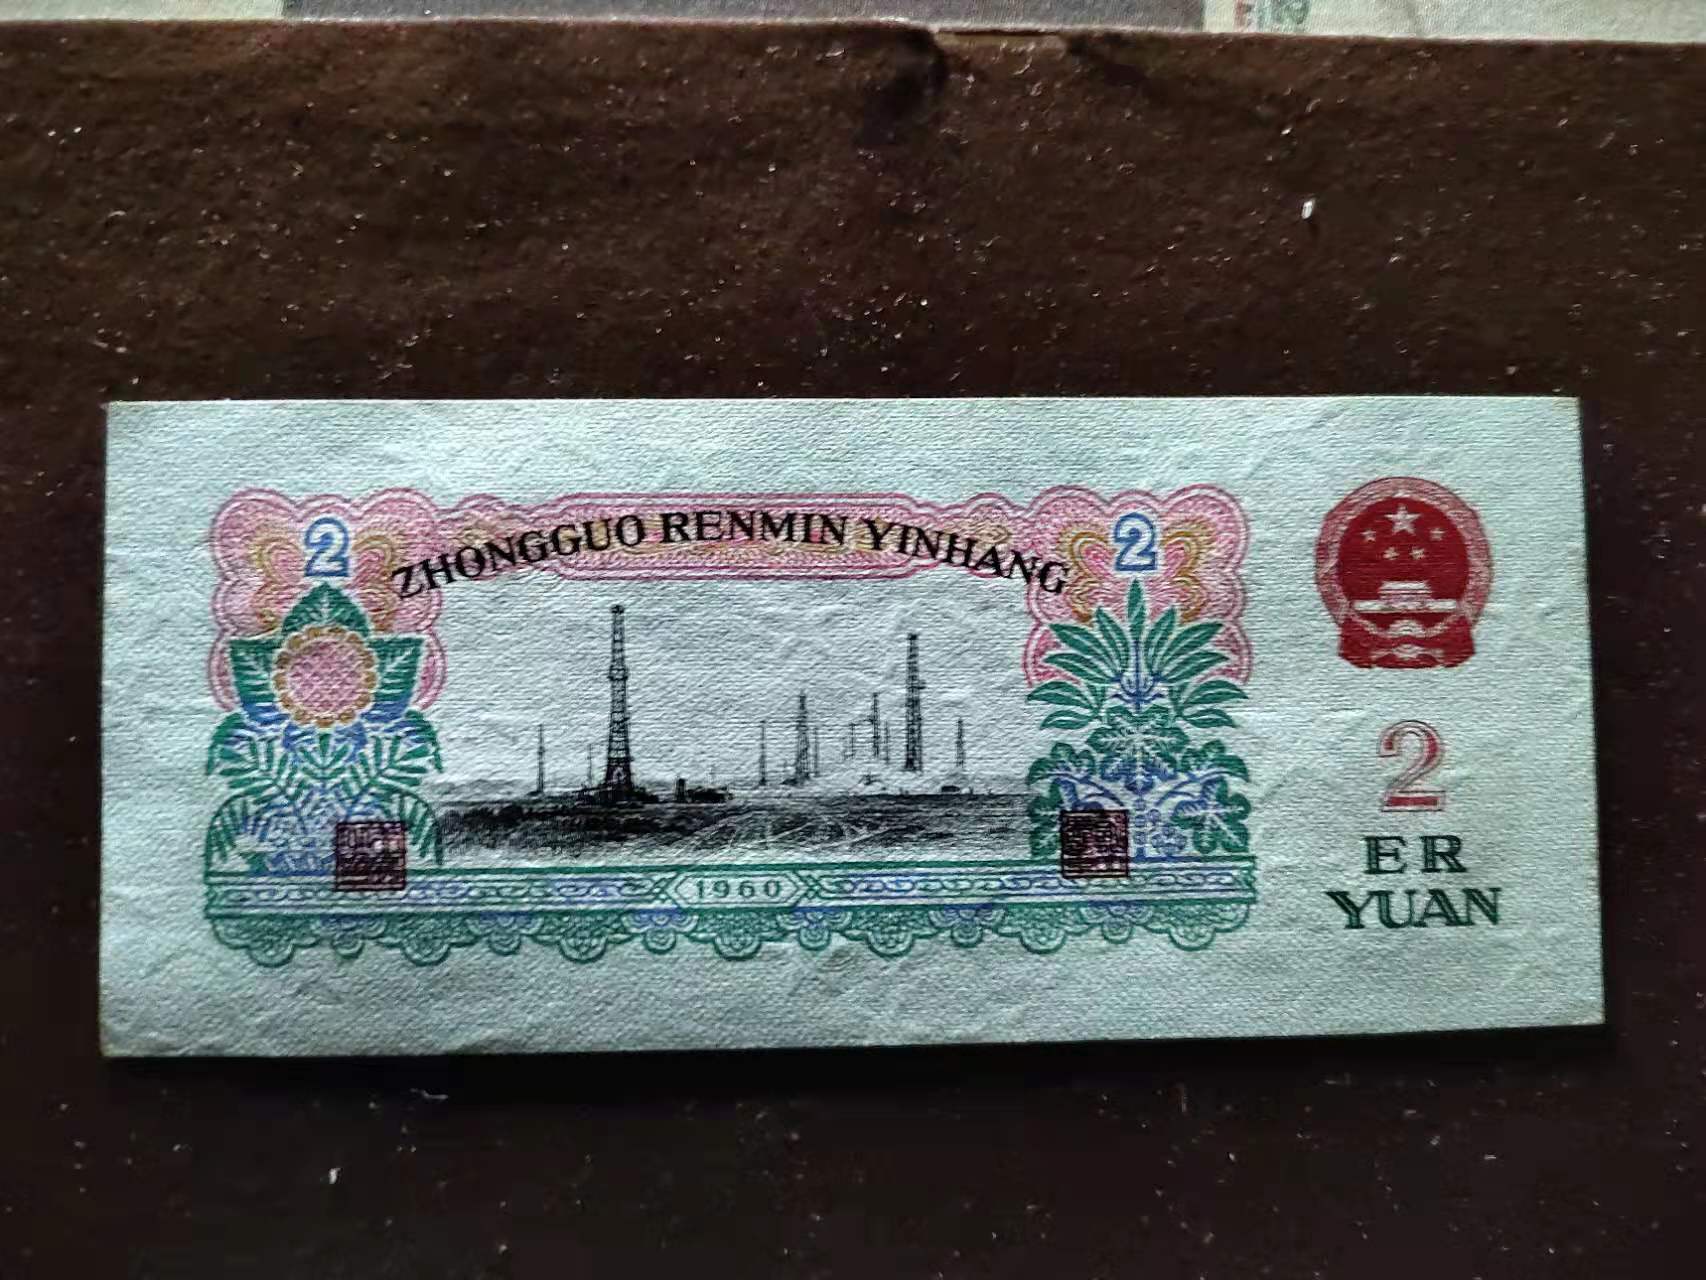 2 2
ZHONGGUO RENMIN YINHANG
1960
2
ER
YUAN